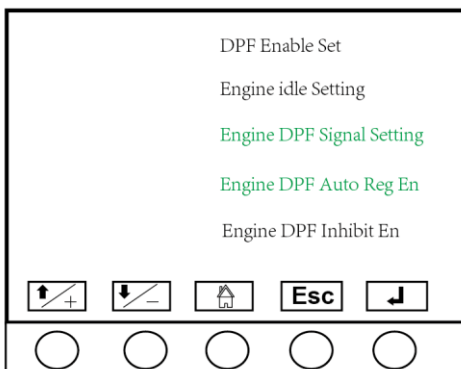 DPF Enable Set
Engine idle Setting
Engine DPF Signal Setting
Engine DPF Auto Reg En
Engine DPF Inhibit En
+ - Esc